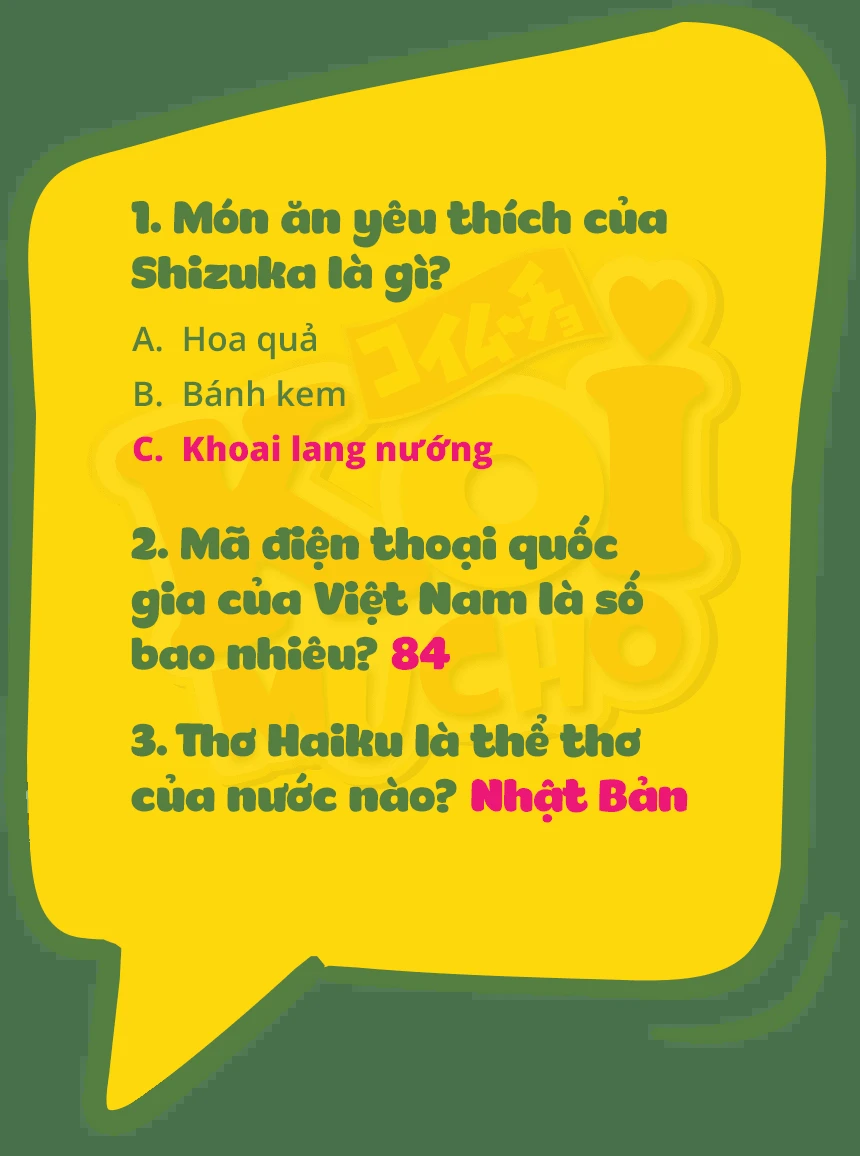 1. Món ăn yêu thích của
Shizuka là gì?
A. Hoa quả
B. Bánh kem
C. Khoai lang nướng
2. Mã điện thoại quốc
gia của Việt Nam là số
bao nhiêu? 84
3. Thơ Haiku là thể thơ
của nước nào? Nhật Bản
コイムーチョ
KOI
MUCHO